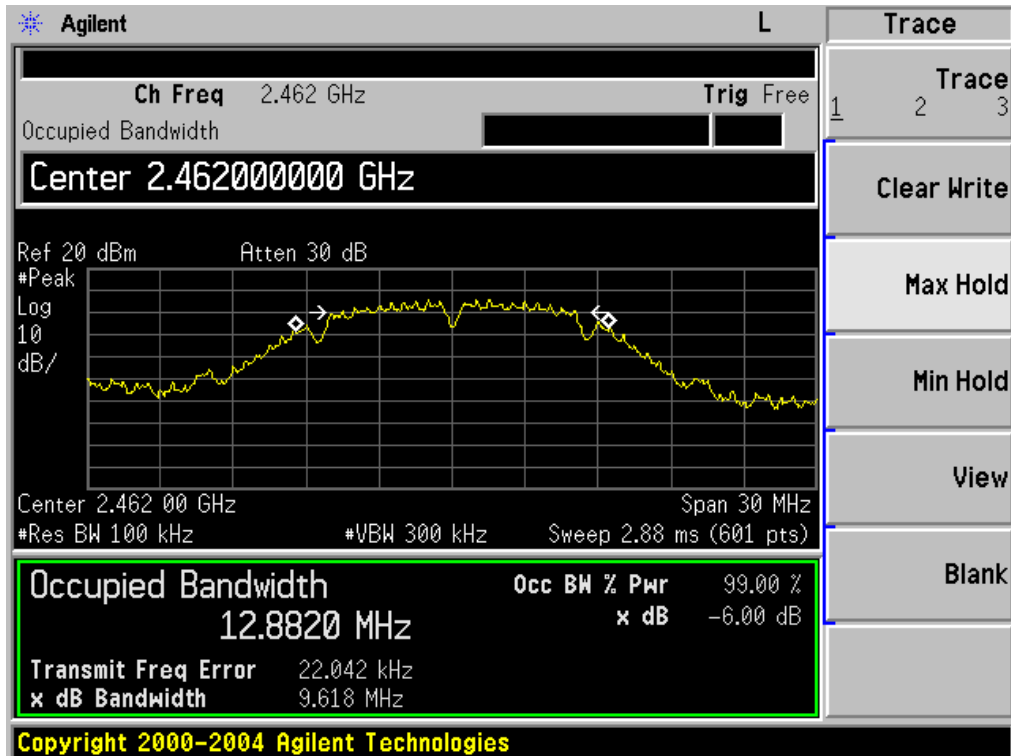 Agilent L
Ch Freq 2.462 GHz Trig Free
Occupied Bandwidth
Center 2.462000000 GHz
Ref 20 dBm Atten 30 dB
#Peak
Log
10
dB/
Center 2.462 00 GHz Span 30 MHz
#Res BW 100 kHz #VBW 300 kHz Sweep 2.88 ms (601 pts)
Occupied Bandwidth Occ BW % Pwr 99.00 %
12.8820 MHz x dB -6.00 dB
Transmit Freq Error 22.042 kHz
x dB Bandwidth 9.618 MHz
Copyright 2000-2004 Agilent Technologies
Trace
Trace
1 2 3
Clear Write
Max Hold
Min Hold
View
Blank